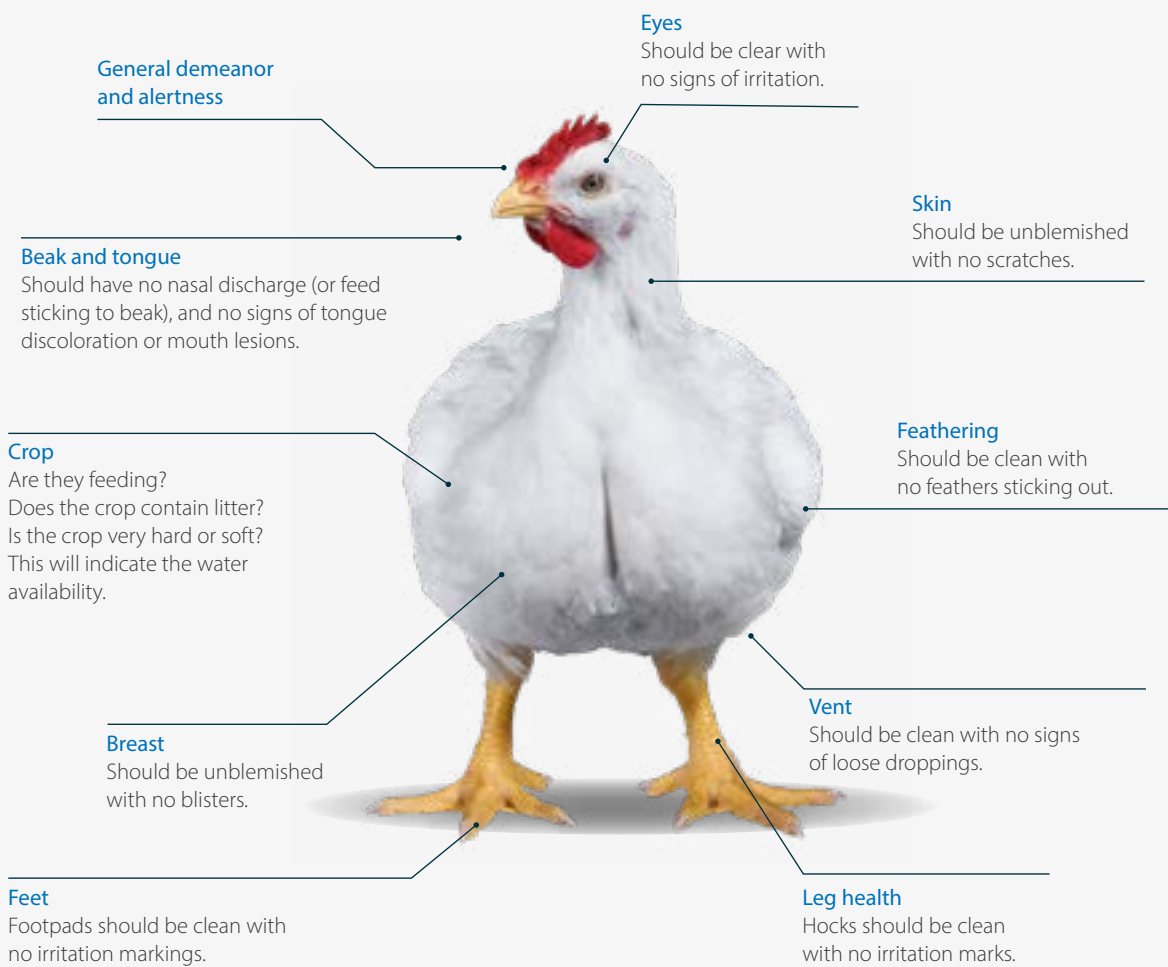 General demeanor
and alertness
Eyes
Should be clear with
no signs of irritation.
Beak and tongue
Should have no nasal discharge (or feed
sticking to beak), and no signs of tongue
discoloration or mouth lesions.
Skin
Should be unblemished
with no scratches.
Crop
Are they feeding?
Does the crop contain litter?
Is the crop very hard or soft?
This will indicate the water
availability.
Feathering
Should be clean with
no feathers sticking out.
Breast
Should be unblemished
with no blisters.
Vent
Should be clean with no signs
of loose droppings.
Feet
Footpads should be clean with
no irritation markings.
Leg health
Hocks should be clean
with no irritation marks.